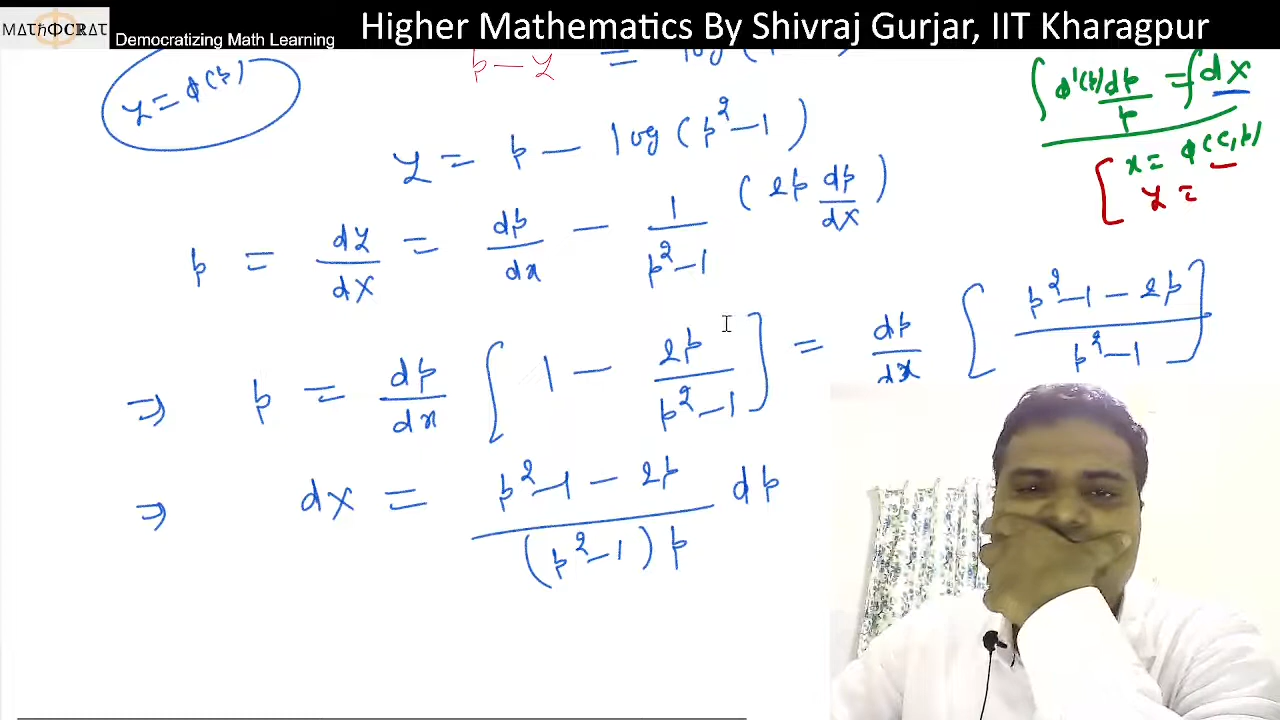 MATHΦCRAT
Democratizing Math Learning
Higher Mathematics By Shivraj Gurjar, IIT Kharagpur
y = φ(p)
p − y = log(
y = p − log(p² − 1)
p = dy/dx = dp/dx − 1/(p² − 1) (2p dp/dx)
⇒ p = dp/dx [1 − 2p/(p² − 1)] = dp/dx [(p² − 1 − 2p)/(p² − 1)]
⇒ dx = (p² − 1 − 2p)/((p² − 1)p) dp
∫ φ'(p)dp/p = ∫ dx
x = φ(c, p)
y =